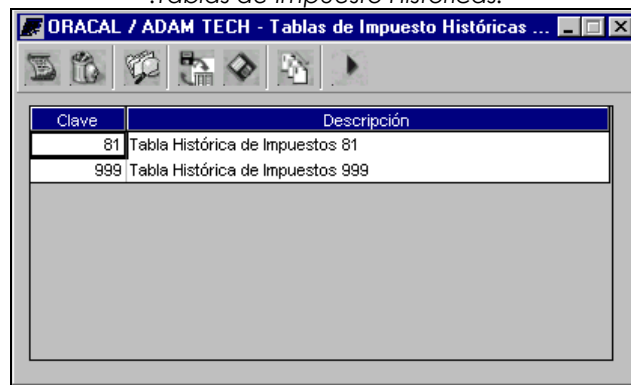 .Tablas de Impuesto Históricas.
ORACAL / ADAM TECH - Tablas de Impuesto Históricas ...
Clave Descripción
81 Tabla Histórica de Impuestos 81
999 Tabla Histórica de Impuestos 999